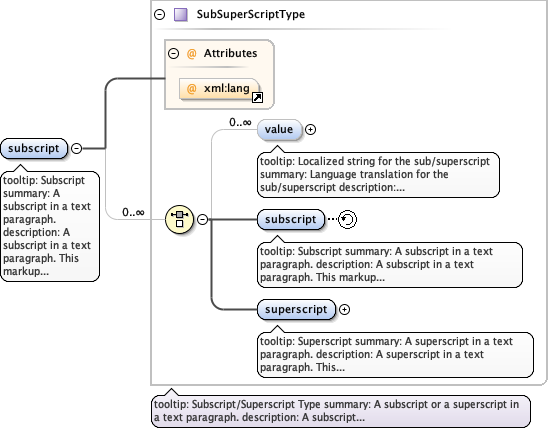 SubSuperScriptType
@ Attributes
@ xml:lang
subscript
tooltip: Subscript
summary: A
subscript in a text
paragraph.
description: A
subscript in a text
paragraph. This
markup...
0..∞
0..∞
value
tooltip: Localized string for the sub/superscript
summary: Language translation for the
sub/superscript description:...
subscript
tooltip: Subscript summary: A subscript in a text
paragraph. description: A subscript in a text
paragraph. This markup...
superscript
tooltip: Superscript summary: A superscript in a text
paragraph. description: A superscript in a text
paragraph. This...
tooltip: Subscript/Superscript Type summary: A subscript or a superscript in
a text paragraph. description: A subscript...